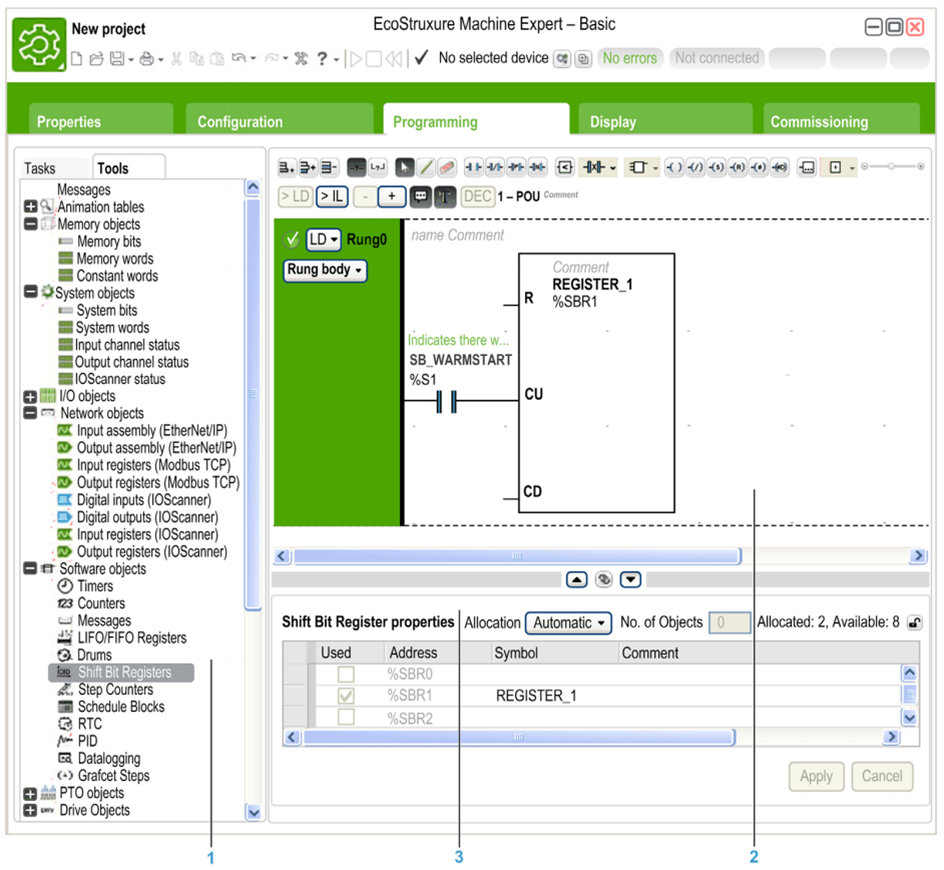 New project
EcoStruxure Machine Expert – Basic
? No selected device No errors Not connected
Properties Configuration Programming Display Commissioning
Tasks Tools
Messages
Animation tables
Memory objects
Memory bits
Memory words
Constant words
System objects
System bits
System words
Input channel status
Output channel status
IOScanner status
I/O objects
Network objects
Input assembly (EtherNet/IP)
Output assembly (EtherNet/IP)
Input registers (Modbus TCP)
Output registers (Modbus TCP)
Digital inputs (IOScanner)
Digital outputs (IOScanner)
Input registers (IOScanner)
Output registers (IOScanner)
Software objects
Timers
123 Counters
Messages
LIFO/FIFO Registers
Drums
Shift Bit Registers
Step Counters
Schedule Blocks
RTC
PID
Datalogging
Grafcet Steps
PTO objects
Drive Objects
> LD > IL - + T DEC 1 – POU Comment
LD Rung0
Rung body
name Comment
Comment
REGISTER_1
%SBR1
R
Indicates there w...
SB_WARMSTART
%S1
CU
CD
Shift Bit Register properties Allocation Automatic No. of Objects 0 Allocated: 2, Available: 8
Used Address Symbol Comment
%SBR0
%SBR1 REGISTER_1
%SBR2
Apply Cancel
1 3 2